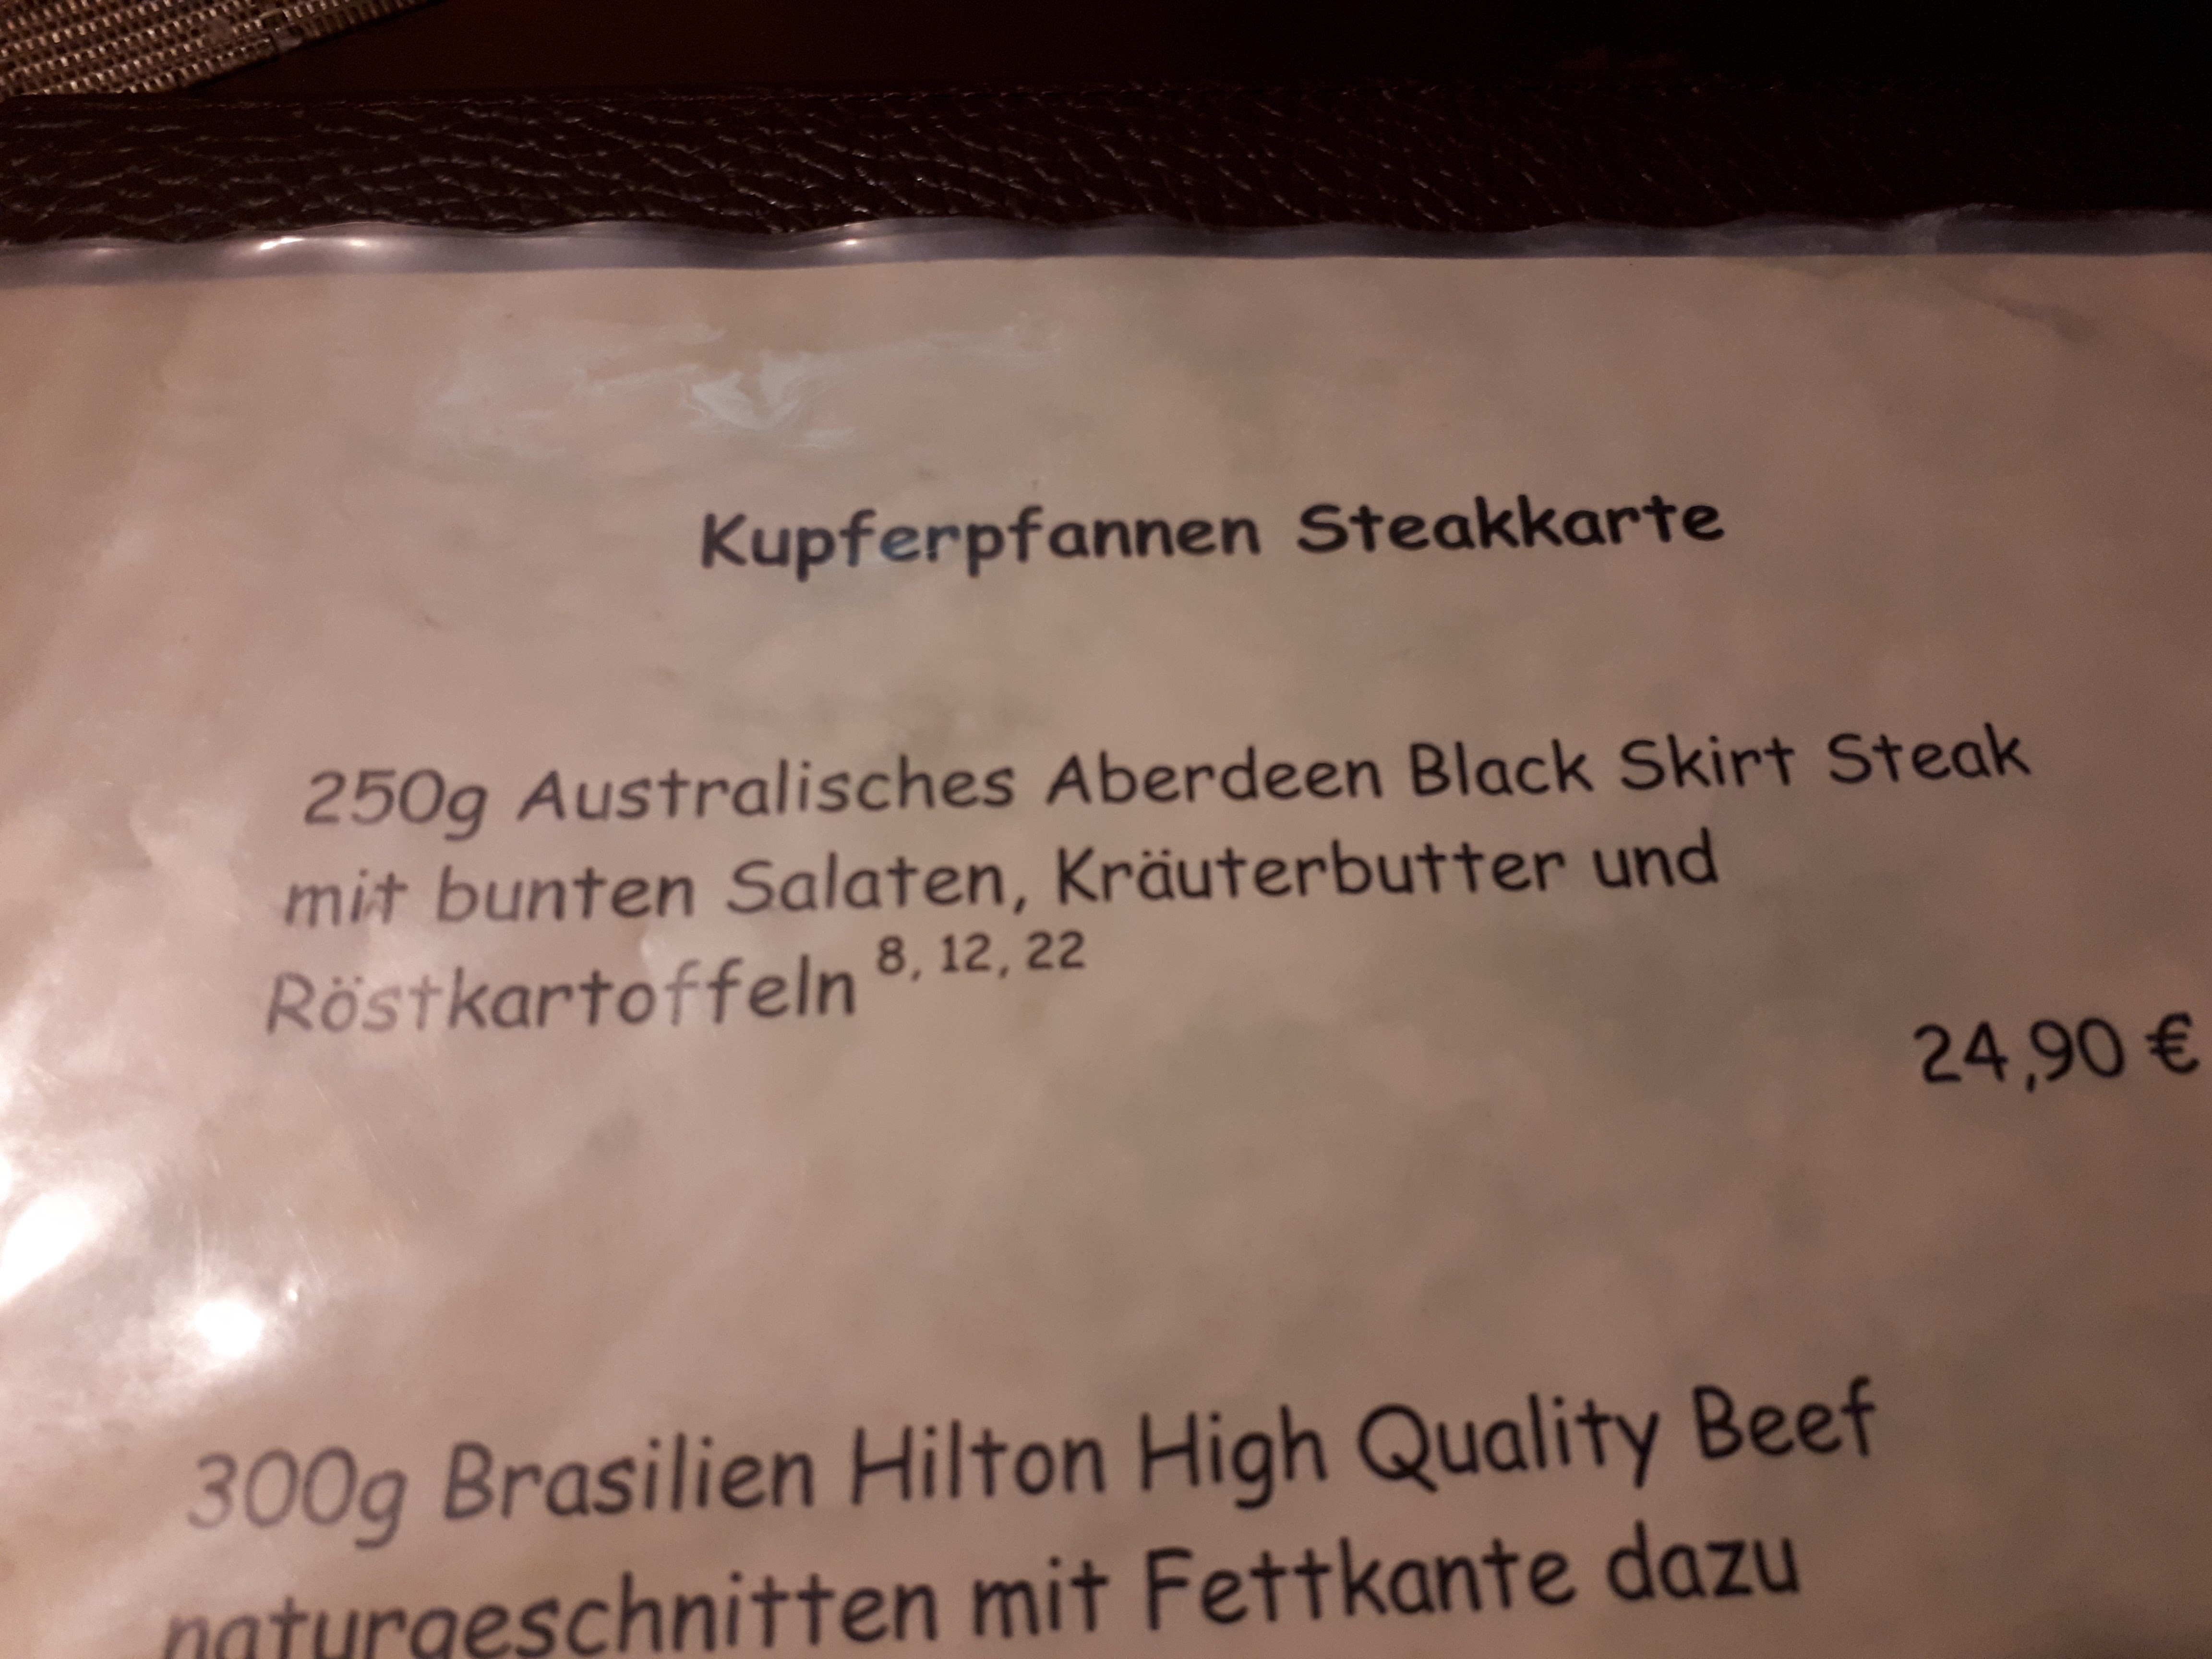 Kupferpfannen Steakkarte
250g Australisches Aberdeen Black Skirt Steak
mit bunten Salaten, Kräuterbutter und
Röstkartoffeln 8, 12, 22
24,90 €
300g Brasilien Hilton High Quality Beef
naturgeschnitten mit Fettkante dazu